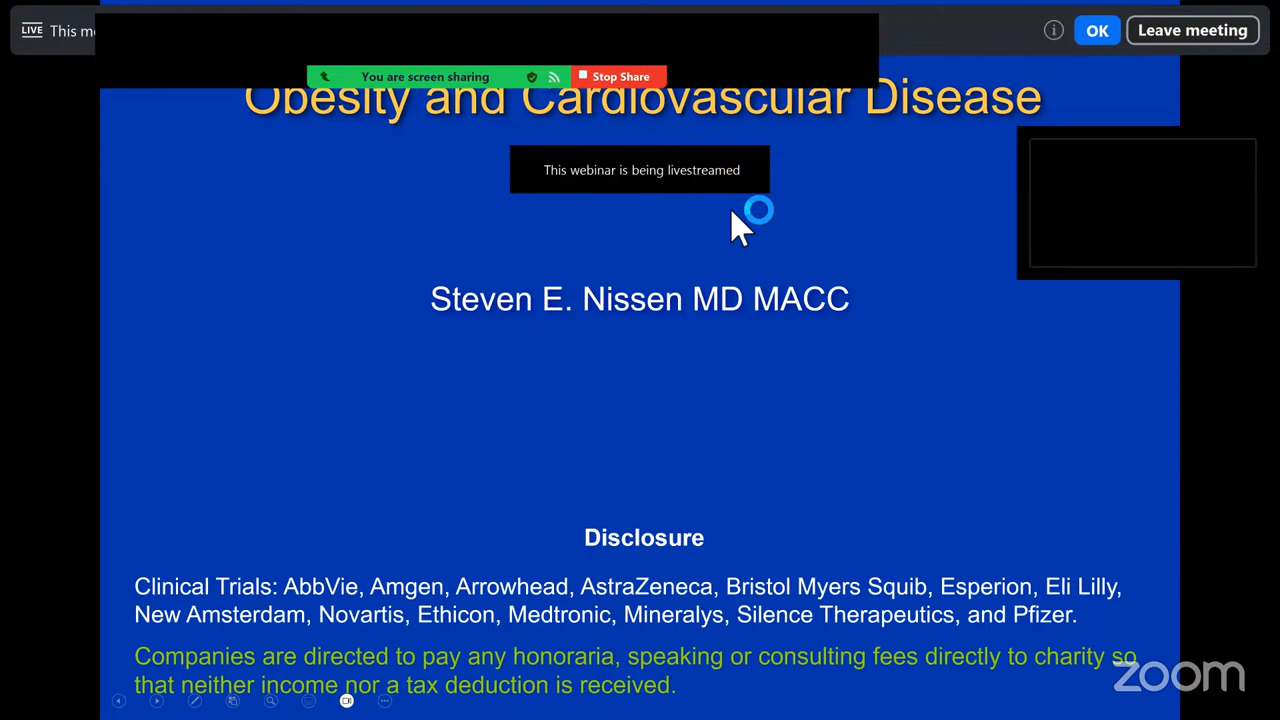 LIVE This me
OK
Leave meeting
You are screen sharing
Stop Share
Obesity and Cardiovascular Disease
This webinar is being livestreamed
Steven E. Nissen MD MACC
Disclosure
Clinical Trials: AbbVie, Amgen, Arrowhead, AstraZeneca, Bristol Myers Squib, Esperion, Eli Lilly,
New Amsterdam, Novartis, Ethicon, Medtronic, Mineralys, Silence Therapeutics, and Pfizer.
Companies are directed to pay any honoraria, speaking or consulting fees directly to charity so
that neither income nor a tax deduction is received.
zoom